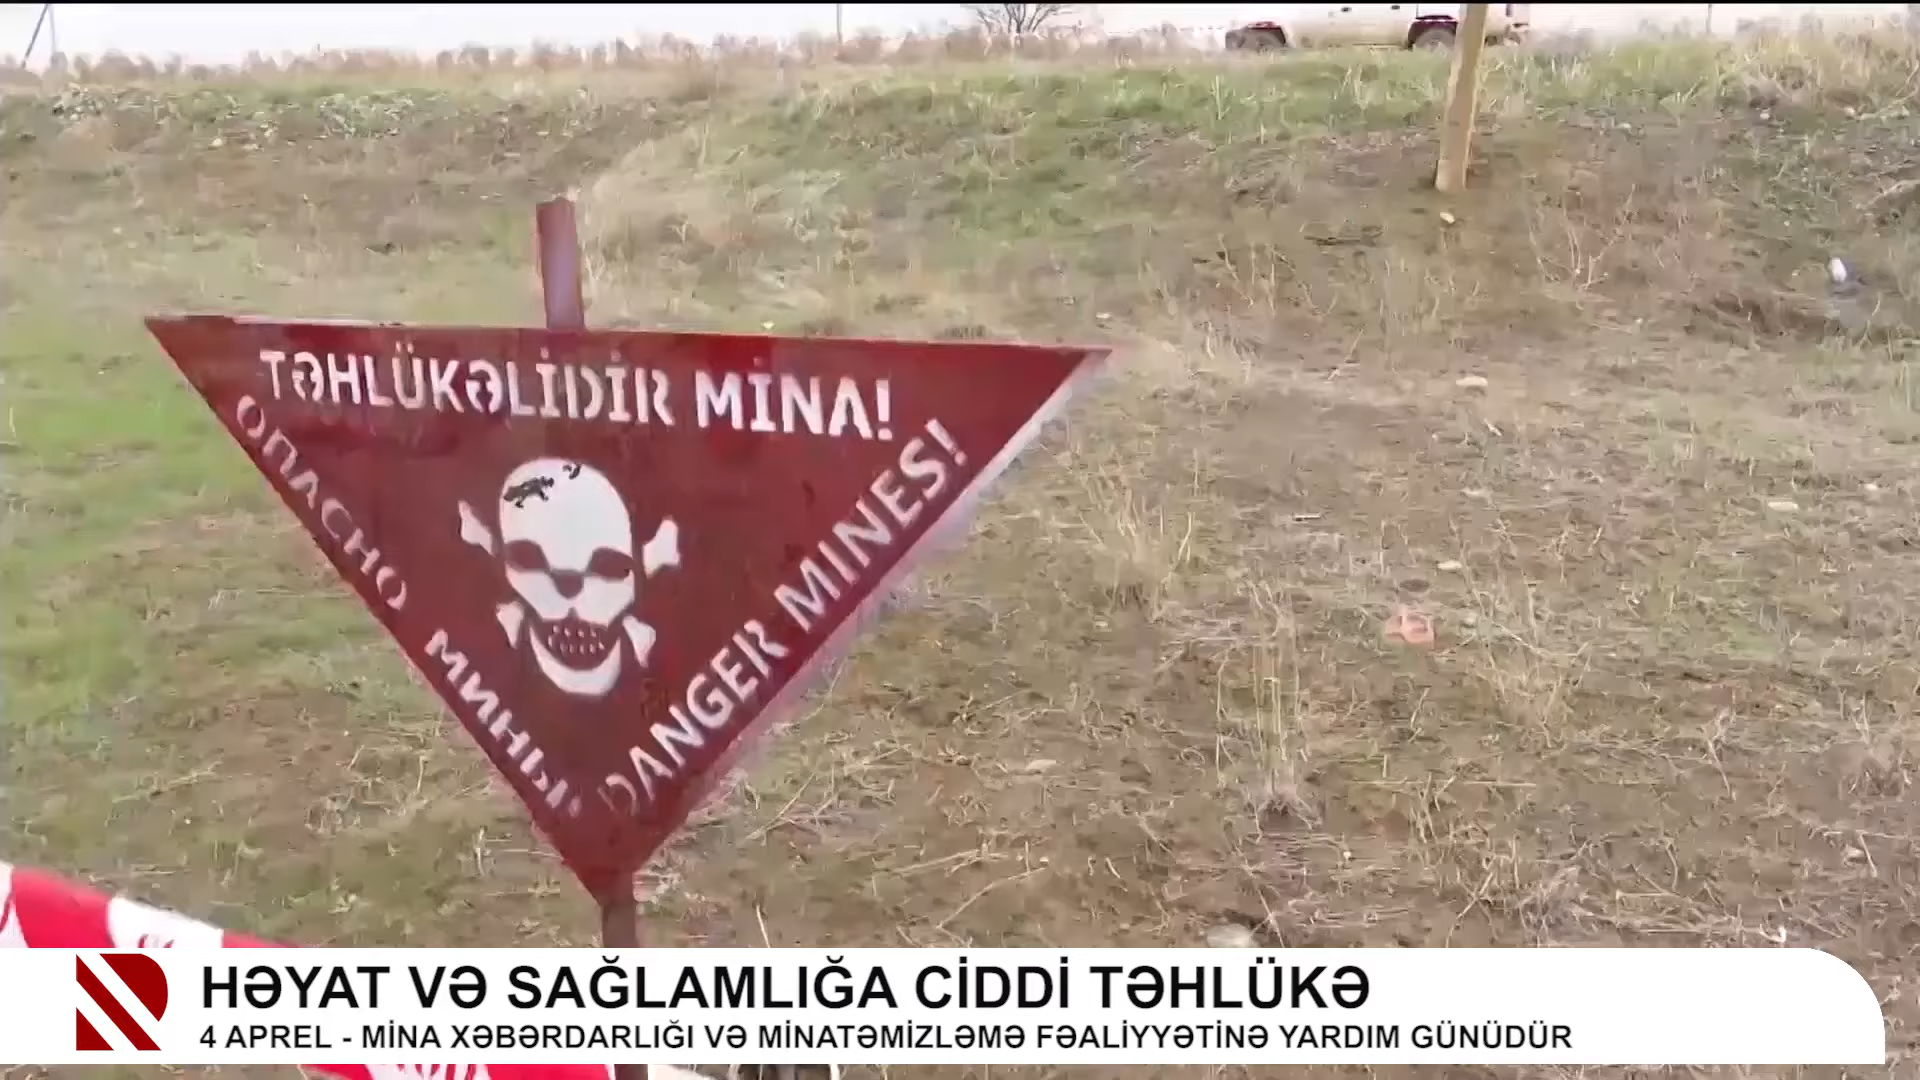 TƏHLÜKƏLİDİR MİNA!
ОПАСНО МИНЫ
DANGER MINES!
HƏYAT VƏ SAĞLAMLIĞA CİDDİ TƏHLÜKƏ
4 APREL - MİNA XƏBƏRDARLIĞI VƏ MİNATƏMİZLƏMƏ FƏALİYYƏTİNƏ YARDIM GÜNÜDÜR